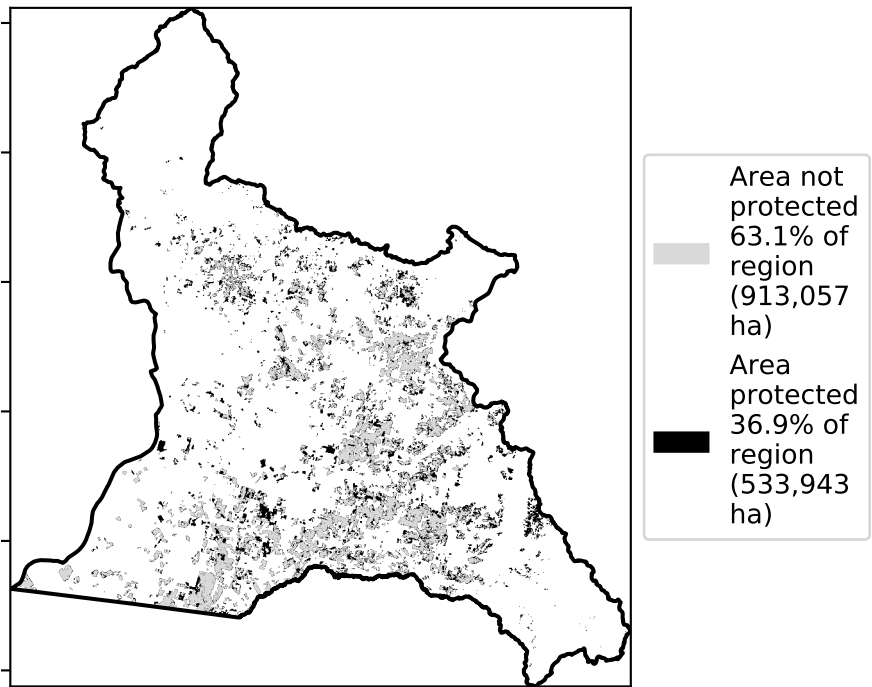 Area not
protected
63.1% of
region
(913,057
ha)
Area
protected
36.9% of
region
(533,943
ha)